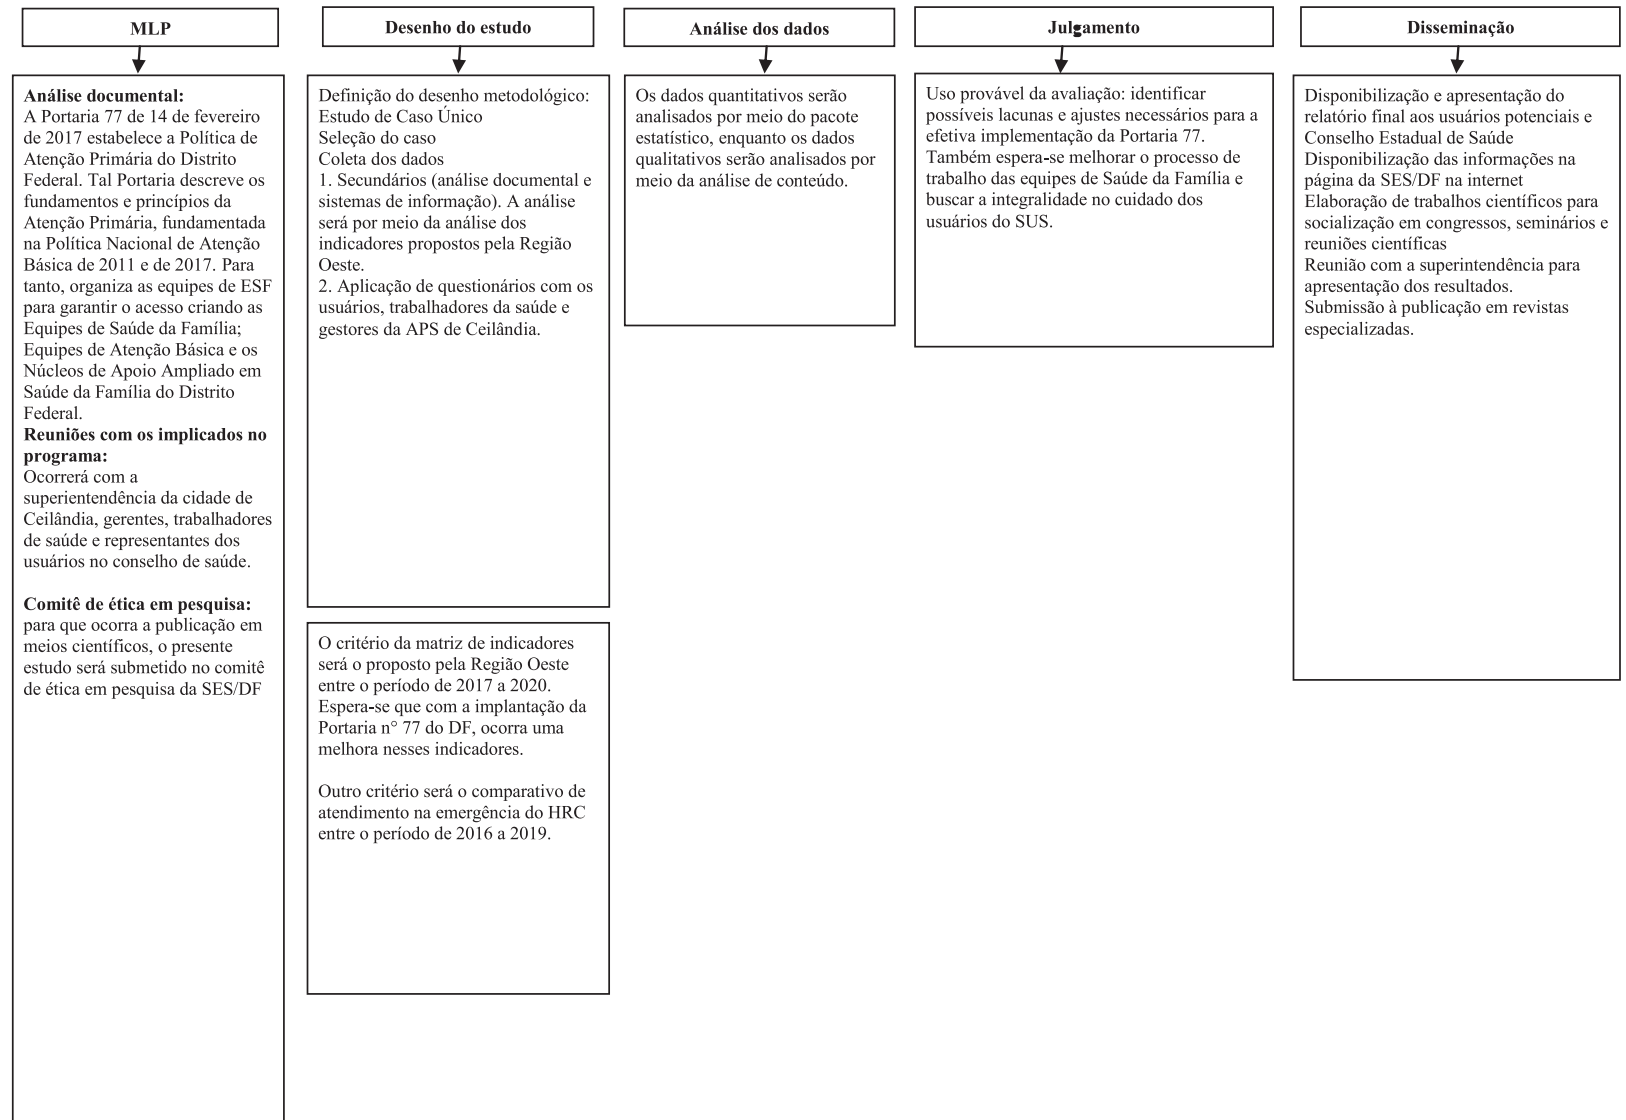 MLP
Análise documental:
A Portaria 77 de 14 de fevereiro
de 2017 estabelece a Política de
Atenção Primária do Distrito
Federal. Tal Portaria descreve os
fundamentos e princípios da
Atenção Primária, fundamentada
na Política Nacional de Atenção
Básica de 2011 e de 2017. Para
tanto, organiza as equipes de ESF
para garantir o acesso criando as
Equipes de Saúde da Família;
Equipes de Atenção Básica e os
Núcleos de Apoio Ampliado em
Saúde da Família do Distrito
Federal.
Reuniões com os implicados no
programa:
Ocorrerá com a
superientendência da cidade de
Ceilândia, gerentes, trabalhadores
de saúde e representantes dos
usuários no conselho de saúde.
Comitê de ética em pesquisa:
para que ocorra a publicação em
meios científicos, o presente
estudo será submetido no comitê
de ética em pesquisa da SES/DF
Desenho do estudo
Definição do desenho metodológico:
Estudo de Caso Único
Seleção do caso
Coleta dos dados
1. Secundários (análise documental e
sistemas de informação). A análise
será por meio da análise dos
indicadores propostos pela Região
Oeste.
2. Aplicação de questionários com os
usuários, trabalhadores da saúde e
gestores da APS de Ceilândia.
O critério da matriz de indicadores
será o proposto pela Região Oeste
entre o período de 2017 a 2020.
Espera-se que com a implantação da
Portaria n° 77 do DF, ocorra uma
melhora nesses indicadores.
Outro critério será o comparativo de
atendimento na emergência do HRC
entre o período de 2016 a 2019.
Análise dos dados
Os dados quantitativos serão
analisados por meio do pacote
estatístico, enquanto os dados
qualitativos serão analisados por
meio da análise de conteúdo.
Julgamento
Uso provável da avaliação: identificar
possíveis lacunas e ajustes necessários para a
efetiva implementação da Portaria 77.
Também espera-se melhorar o processo de
trabalho das equipes de Saúde da Família e
buscar a integralidade no cuidado dos
usuários do SUS.
Disseminação
Disponibilização e apresentação do
relatório final aos usuários potenciais e
Conselho Estadual de Saúde
Disponibilização das informações na
página da SES/DF na internet
Elaboração de trabalhos científicos para
socialização em congressos, seminários e
reuniões científicas
Reunião com a superintendência para
apresentação dos resultados.
Submissão à publicação em revistas
especializadas.